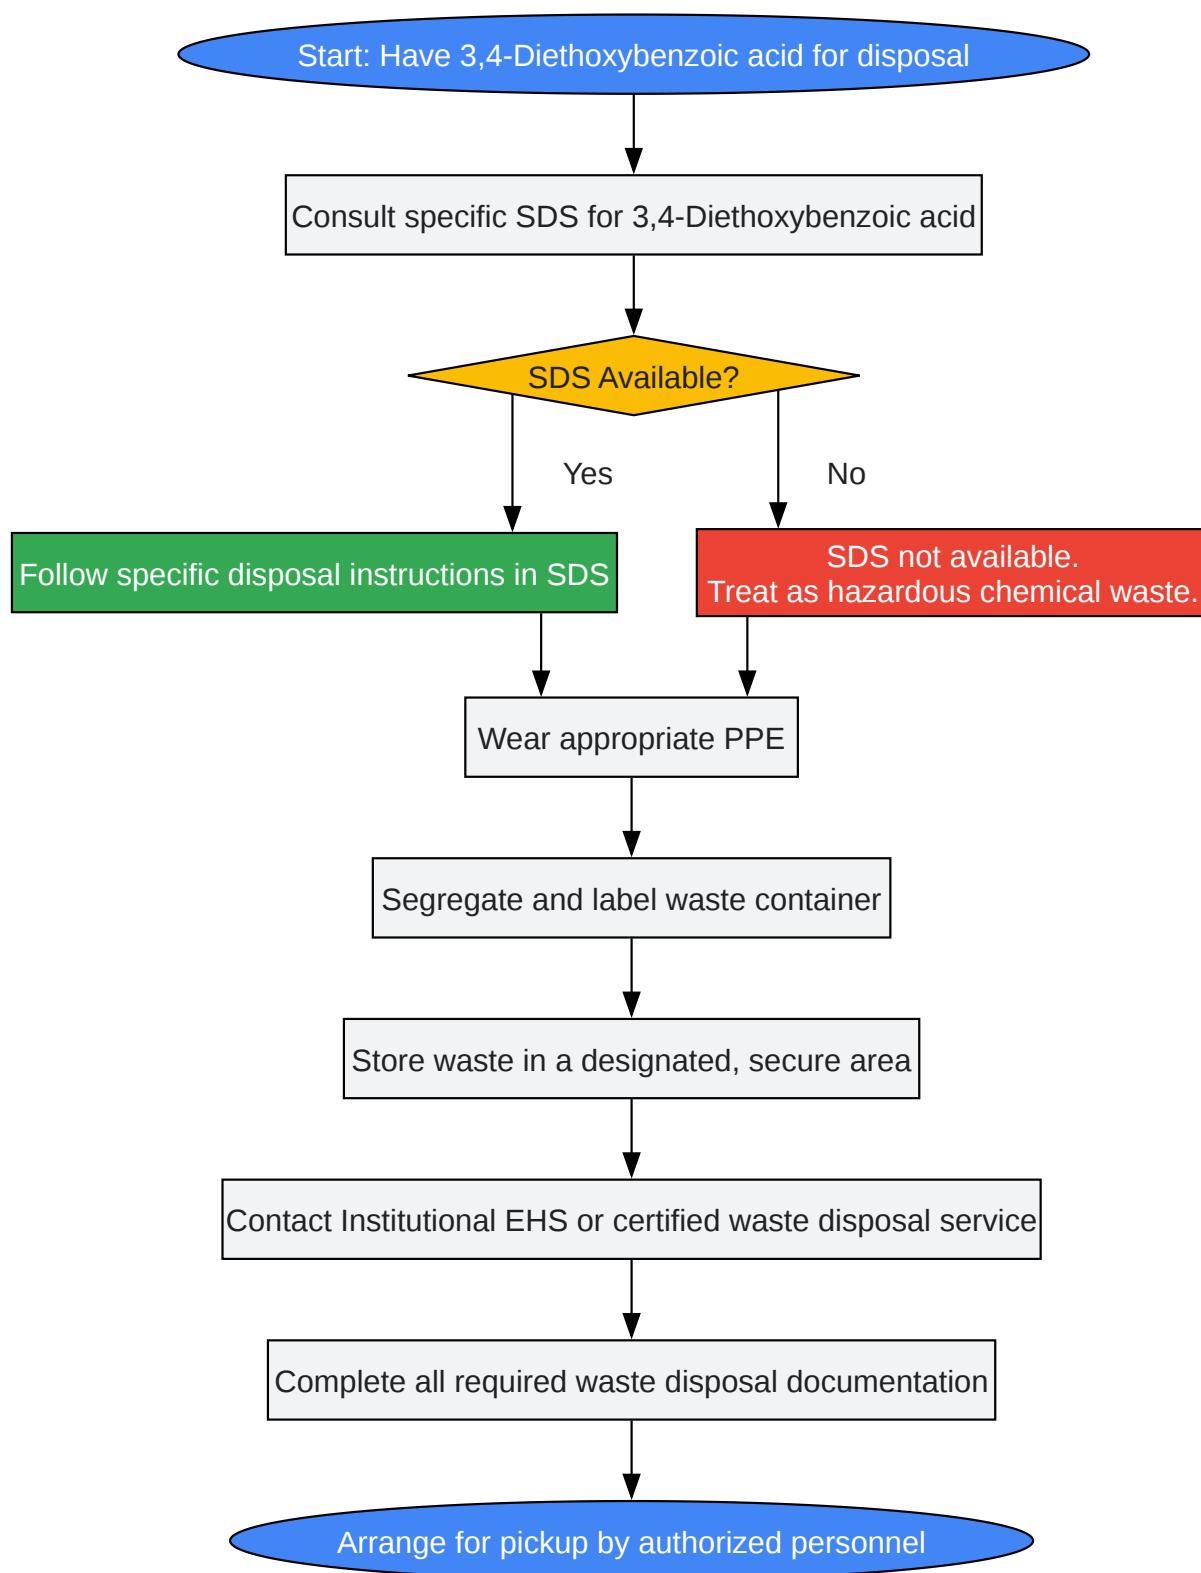 Start: Have 3,4-Diethoxybenzoic acid for disposal
Consult specific SDS for 3,4-Diethoxybenzoic acid
SDS Available?
Yes
No
Follow specific disposal instructions in SDS
SDS not available.
Treat as hazardous chemical waste.
Wear appropriate PPE
Segregate and label waste container
Store waste in a designated, secure area
Contact Institutional EHS or certified waste disposal service
Complete all required waste disposal documentation
Arrange for pickup by authorized personnel